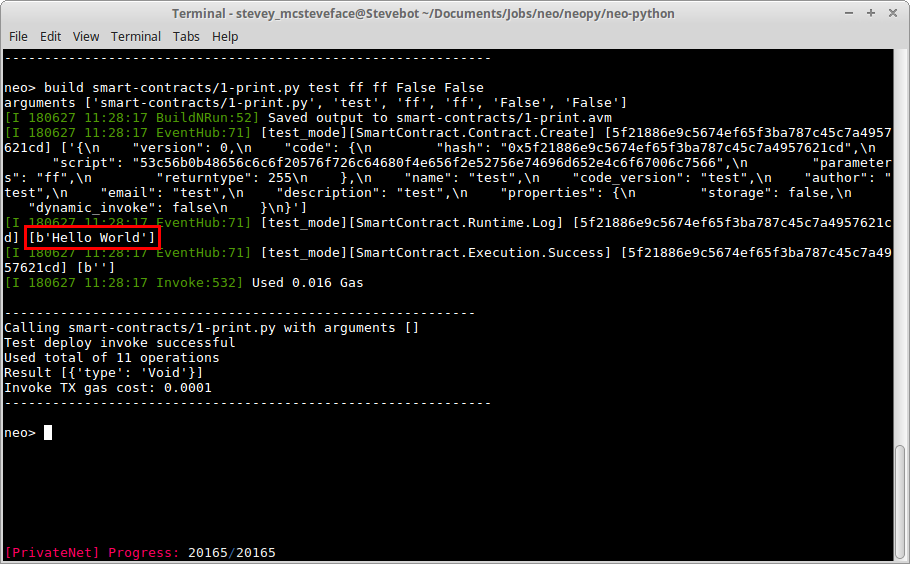 Terminal - stevey_mcsteveface@Stevebot ~/Documents/Jobs/neo/neopy/neo-python
File Edit View Terminal Tabs Help
-------------------------------------------------------------
neo> build smart-contracts/1-print.py test ff ff False False
arguments ['smart-contracts/1-print.py', 'test', 'ff', 'ff', 'False', 'False']
[I 180627 11:28:17 BuildNRun:52] Saved output to smart-contracts/1-print.avm
[I 180627 11:28:17 EventHub:71] [test_mode][SmartContract.Contract.Create] [5f21886e9c5674ef65f3ba787c45c7a4957
621cd] ['{\n    "version": 0,\n    "code": {\n        "hash": "0x5f21886e9c5674ef65f3ba787c45c7a4957621cd",\n
      "script": "53c56b0b48656c6c6f20576f726c64680f4e656f2e52756e74696d652e4c6f67006c7566",\n        "parameter
s": "ff",\n        "returntype": 255\n    },\n    "name": "test",\n    "code_version": "test",\n    "author": "
test",\n    "email": "test",\n    "description": "test",\n    "properties": {\n        "storage": false,\n
   "dynamic_invoke": false\n    }\n}']
[I 180627 11:28:17 EventHub:71] [test_mode][SmartContract.Runtime.Log] [5f21886e9c5674ef65f3ba787c45c7a4957621c
d] [b'Hello World']
[I 180627 11:28:17 EventHub:71] [test_mode][SmartContract.Execution.Success] [5f21886e9c5674ef65f3ba787c45c7a49
57621cd] [b'']
[I 180627 11:28:17 Invoke:532] Used 0.016 Gas
-----------------------------------------------------------
Calling smart-contracts/1-print.py with arguments []
Test deploy invoke successful
Used total of 11 operations
Result [{'type': 'Void'}]
Invoke TX gas cost: 0.0001
-------------------------------------------------------------
neo>
[PrivateNet] Progress: 20165/20165